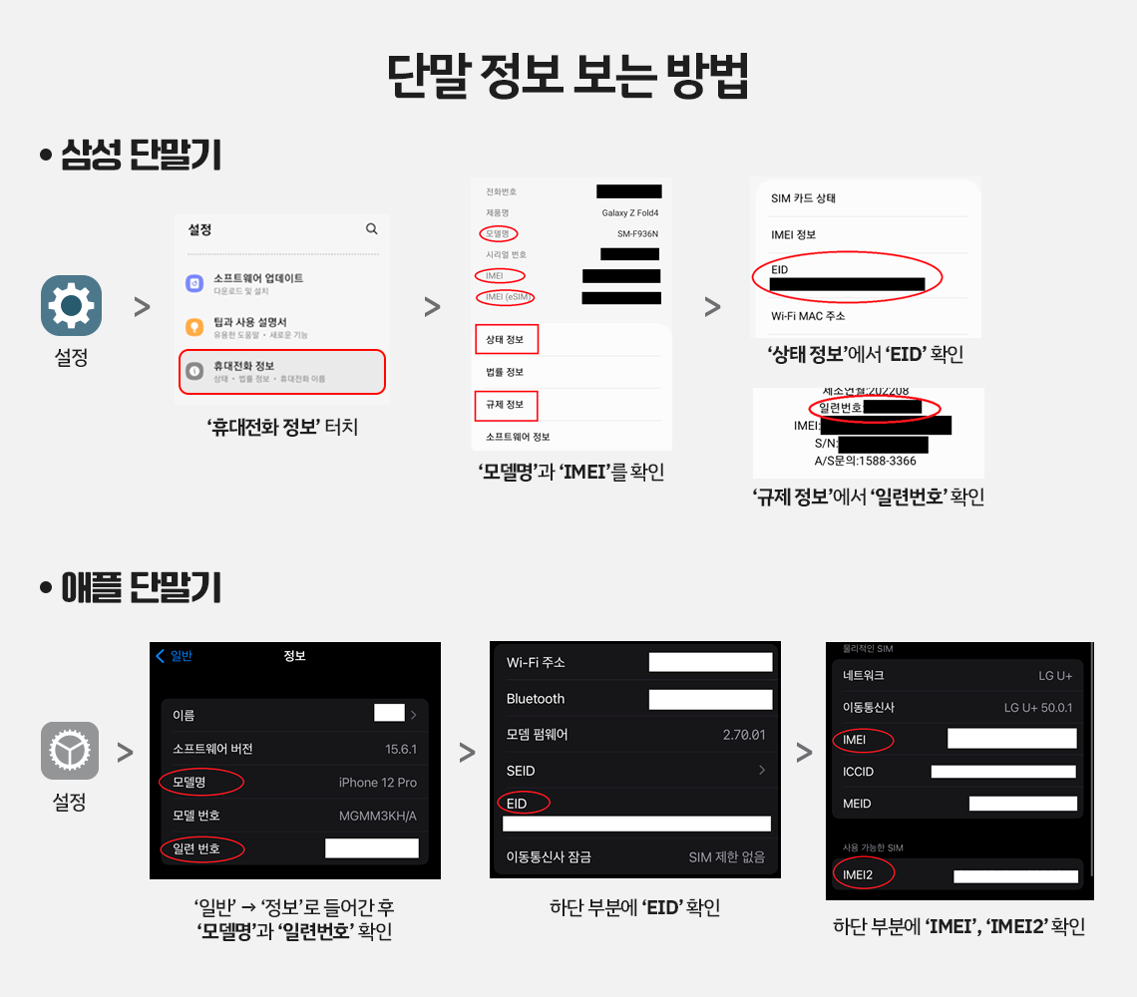 단말 정보 보는 방법
• 삼성 단말기
설정
>
설정
소프트웨어 업데이트
다운로드 및 설치
팁과 사용 설명서
유용한 도움말 • 새로운 기능
휴대전화 정보
상태 • 법률 정보 • 휴대전화 이름
‘휴대전화 정보’ 터치
>
전화번호
제품명 Galaxy Z Fold4
모델명 SM-F936N
시리얼 번호
IMEI
IMEI (eSIM)
상태 정보
법률 정보
규제 정보
소프트웨어 정보
‘모델명’과 ‘IMEI’를 확인
>
SIM 카드 상태
IMEI 정보
EID
Wi-Fi MAC 주소
‘상태 정보’에서 ‘EID’ 확인
제조연월:202208
일련번호:
IMEI:
S/N:
A/S문의:1588-3366
‘규제 정보’에서 ‘일련번호’ 확인
• 애플 단말기
설정
>
일반 정보
이름
소프트웨어 버전 15.6.1
모델명 iPhone 12 Pro
모델 번호 MGMM3KH/A
일련 번호
‘일반’ → ‘정보’로 들어간 후
‘모델명’과 ‘일련번호’ 확인
>
Wi-Fi 주소
Bluetooth
모뎀 펌웨어 2.70.01
SEID
EID
이동통신사 잠금 SIM 제한 없음
하단 부분에 ‘EID’ 확인
>
물리적인 SIM
네트워크 LG U+
이동통신사 LG U+ 50.0.1
IMEI
ICCID
MEID
사용 가능한 SIM
IMEI2
하단 부분에 ‘IMEI’, ‘IMEI2’ 확인